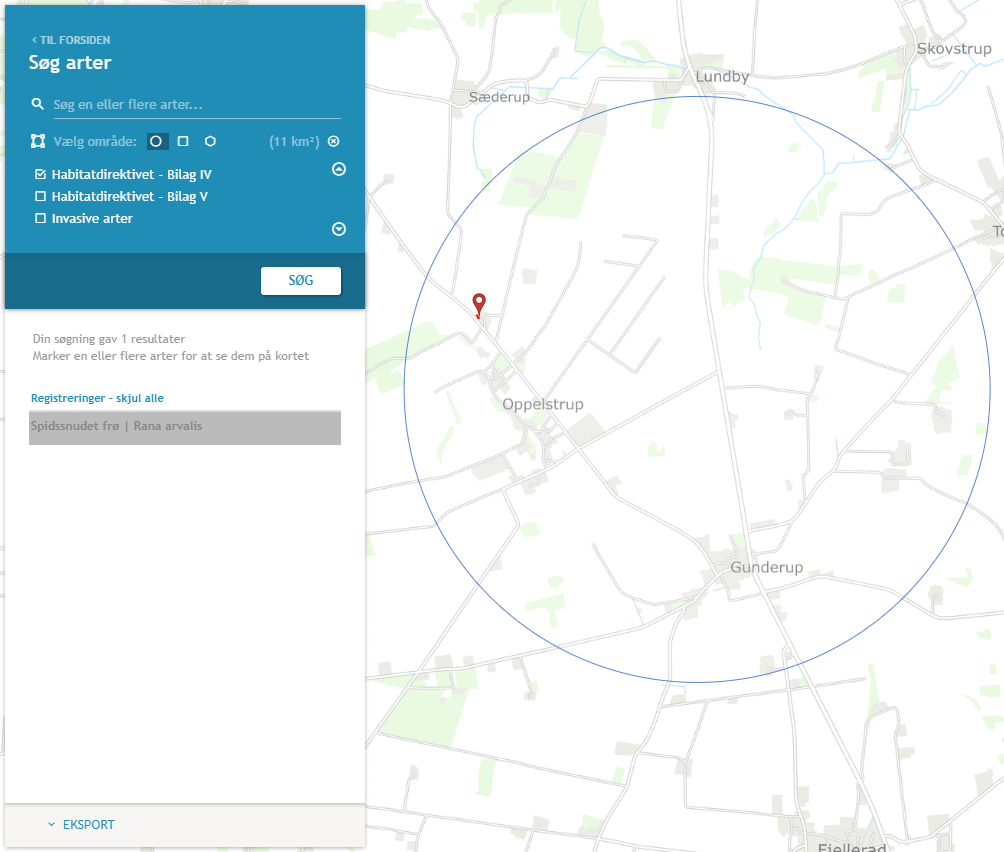 ‹ TIL FORSIDEN
Søg arter
Søg en eller flere arter...
Vælg område:
(11 km²)
Habitatdirektivet - Bilag IV
Habitatdirektivet - Bilag V
Invasive arter
SØG
Din søgning gav 1 resultater
Marker en eller flere arter for at se dem på kortet
Registreringer - skjul alle
Spidssnudet frø | Rana arvalis
EKSPORT
Skovstrup
Lundby
Sæderup
To
Oppelstrup
Gunderup
Fjellerad